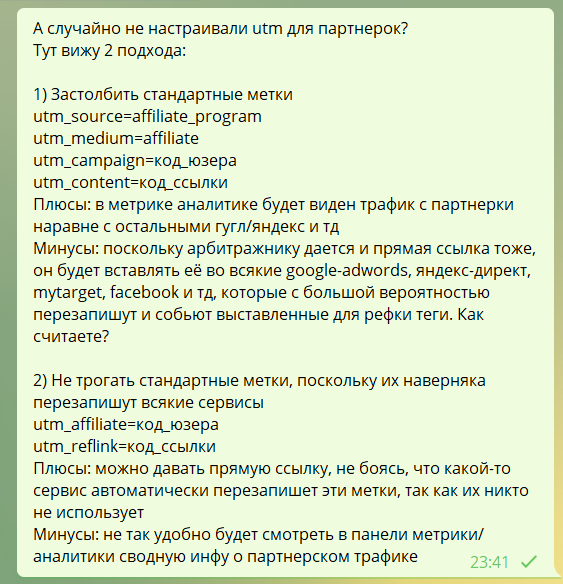 А случайно не настраивали utm для партнерок?
Тут вижу 2 подхода:
1) Застолбить стандартные метки
utm_source=affiliate_program
utm_medium=affiliate
utm_campaign=код_юзера
utm_content=код_ссылки
Плюсы: в метрике аналитике будет виден трафик с партнерки
наравне с остальными гугл/яндекс и тд
Минусы: поскольку арбитражнику дается и прямая ссылка тоже,
он будет вставлять её во всякие google-adwords, яндекс-директ,
mytarget, facebook и тд, которые с большой вероятностью
перезапишут и собьют выставленные для рефки теги. Как
считаете?
2) Не трогать стандартные метки, поскольку их наверняка
перезапишут всякие сервисы
utm_affiliate=код_юзера
utm_reflink=код_ссылки
Плюсы: можно давать прямую ссылку, не боясь, что какой-то
сервис автоматически перезапишет эти метки, так как их никто
не использует
Минусы: не так удобно будет смотреть в панели метрики/
аналитики сводную инфу о партнерском трафике
23:41